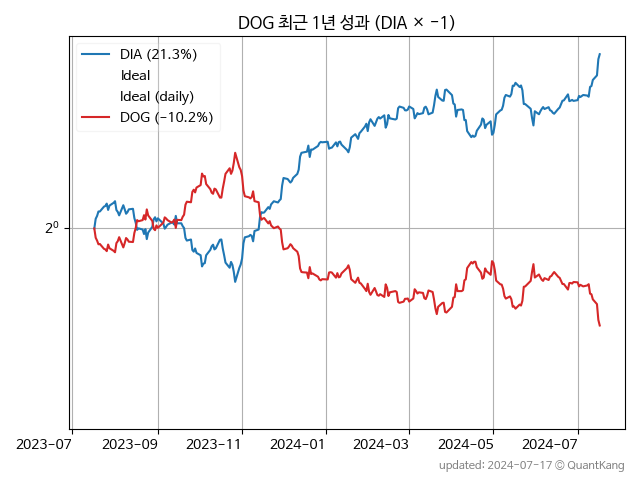 DOG 최근 1년 성과 (DIA × −1)
DIA (21.3%)
Ideal
Ideal (daily)
DOG (−10.2%)
2⁰
2023−07
2023−09
2023−11
2024−01
2024−03
2024−05
2024−07
updated: 2024−07−17 © QuantKang